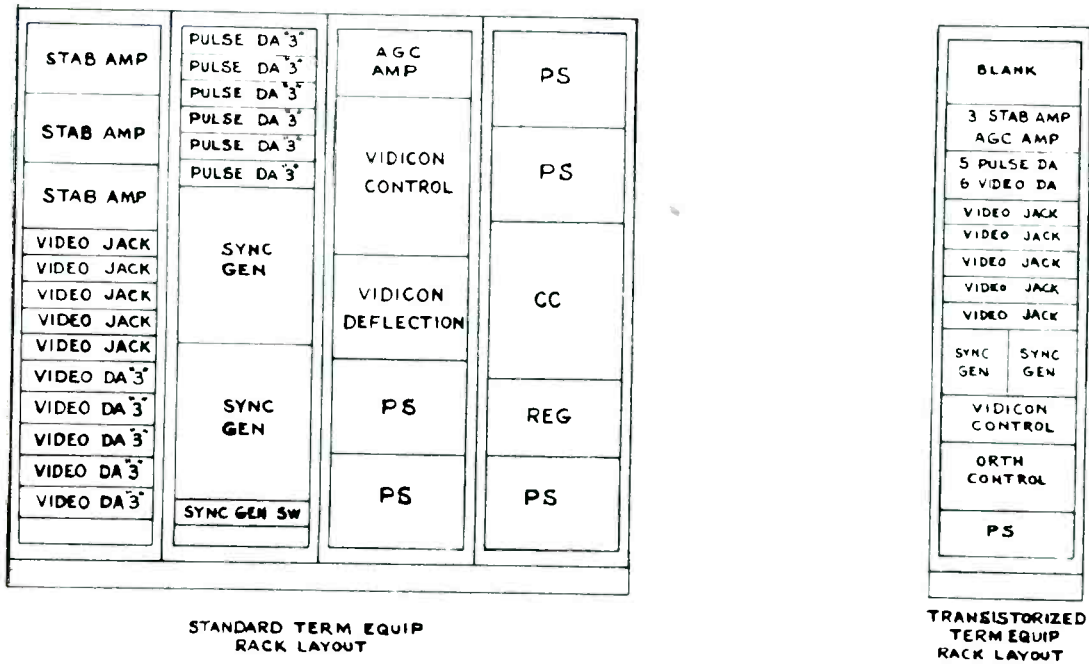 STAB AMP
STAB AMP
STAB AMP
VIDEO JACK
VIDEO JACK
VIDEO JACK
VIDEO JACK
VIDEO JACK
VIDEO DA "3"
VIDEO DA "3"
VIDEO DA "3"
VIDEO DA "3"
VIDEO DA "3"
PULSE DA "3"
PULSE DA "3"
PULSE DA "3"
PULSE DA "3"
PULSE DA "3"
PULSE DA "3"
SYNC
GEN
SYNC
GEN
SYNC GEN SW
AGC
AMP
VIDICON
CONTROL
VIDICON
DEFLECTION
PS
PS
PS
PS
CC
REG
PS
STANDARD TERM EQUIP
RACK LAYOUT
BLANK
3 STAB AMP
AGC AMP
5 PULSE DA
6 VIDEO DA
VIDEO JACK
VIDEO JACK
VIDEO JACK
VIDEO JACK
VIDEO JACK
SYNC
GEN
SYNC
GEN
VIDICON
CONTROL
ORTH
CONTROL
PS
TRANSISTORIZED
TERM EQUIP
RACK LAYOUT